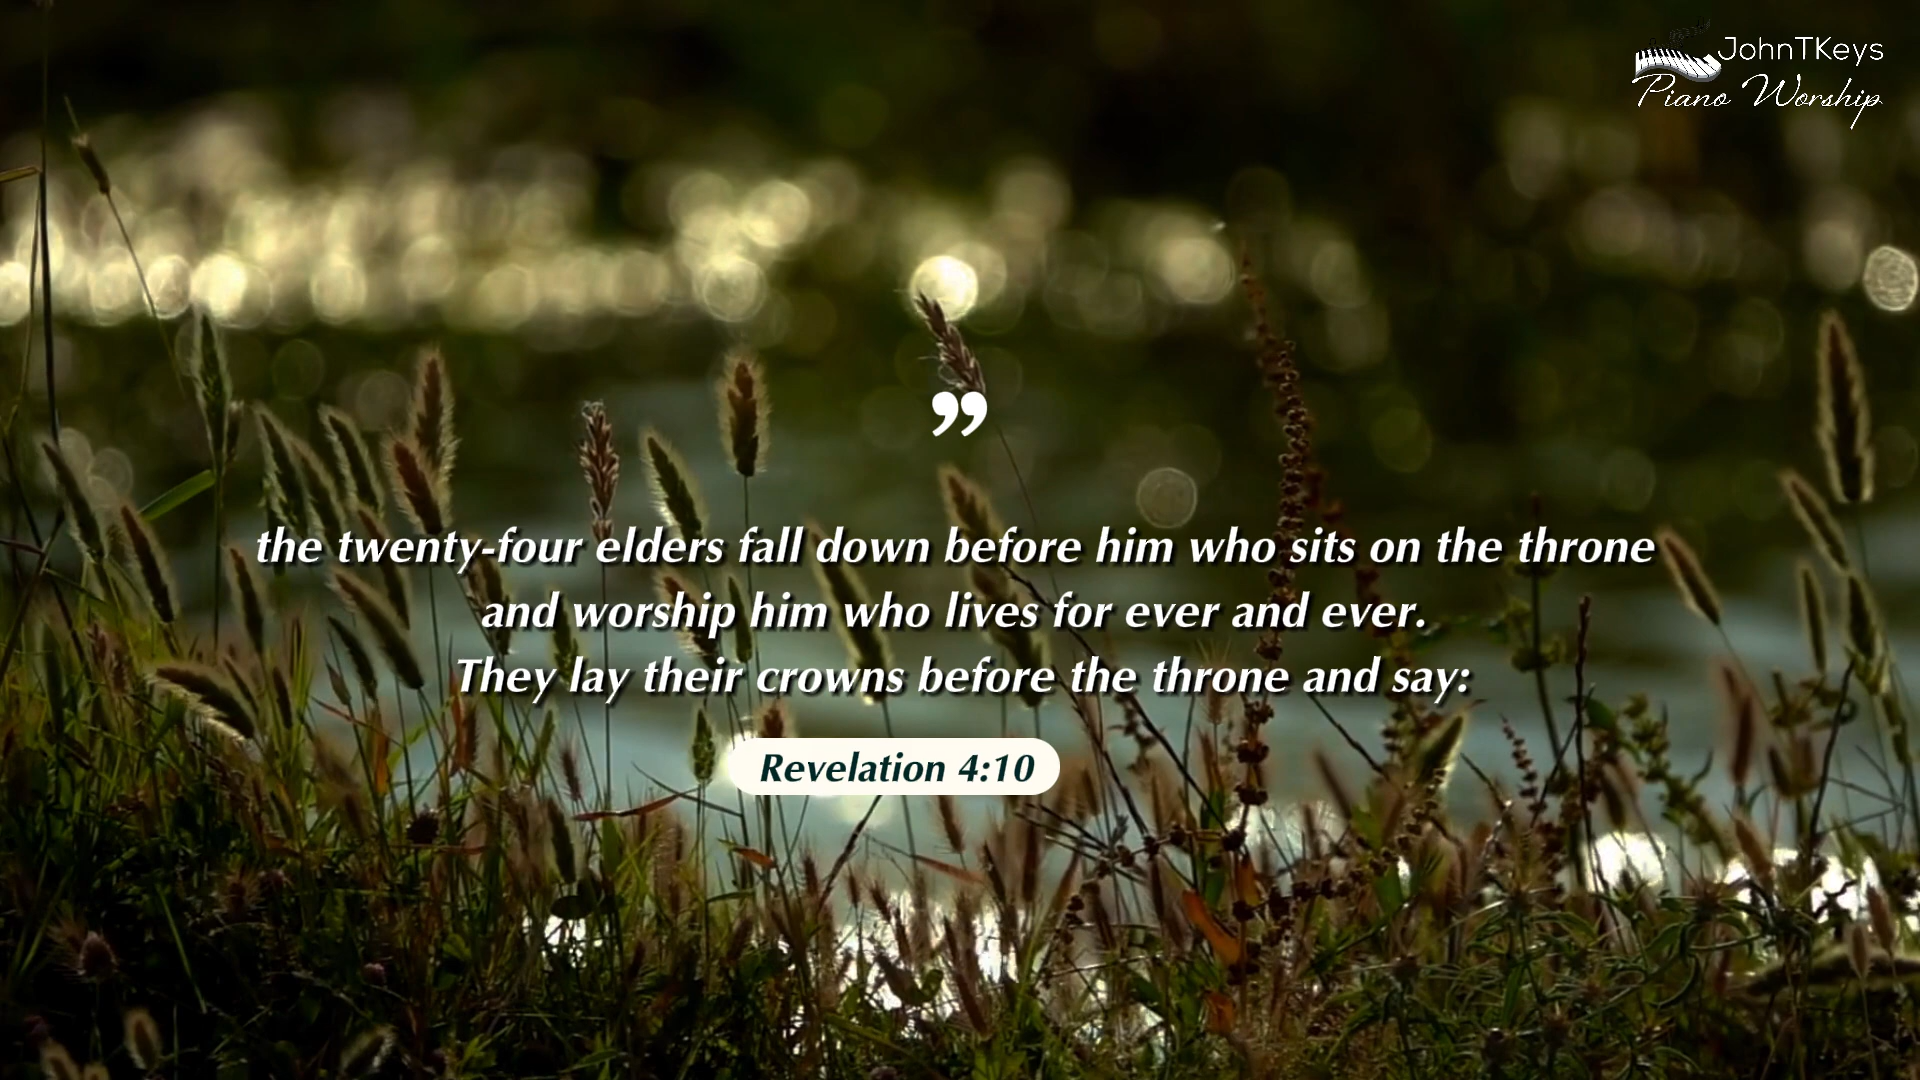 JohnTKeys
Piano Worship
”
the twenty-four elders fall down before him who sits on the throne
and worship him who lives for ever and ever.
They lay their crowns before the throne and say:
Revelation 4:10